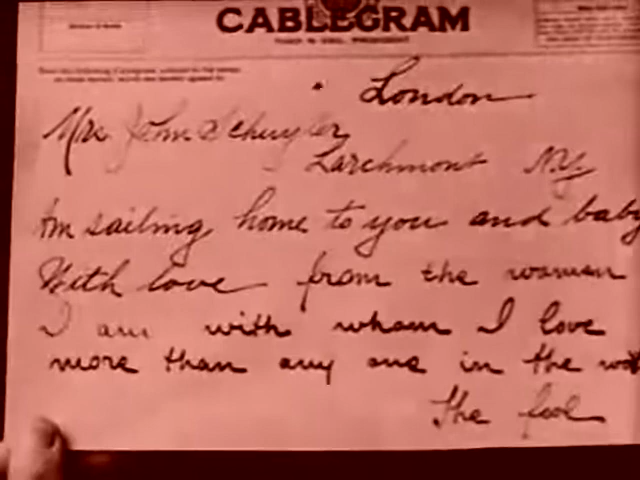 CABLEGRAM
London
Mrs John Schuyler
Larchmont N.Y.
Am sailing home to you and baby
With love from the woman
I am with whom I love
more than any one in the
The fool